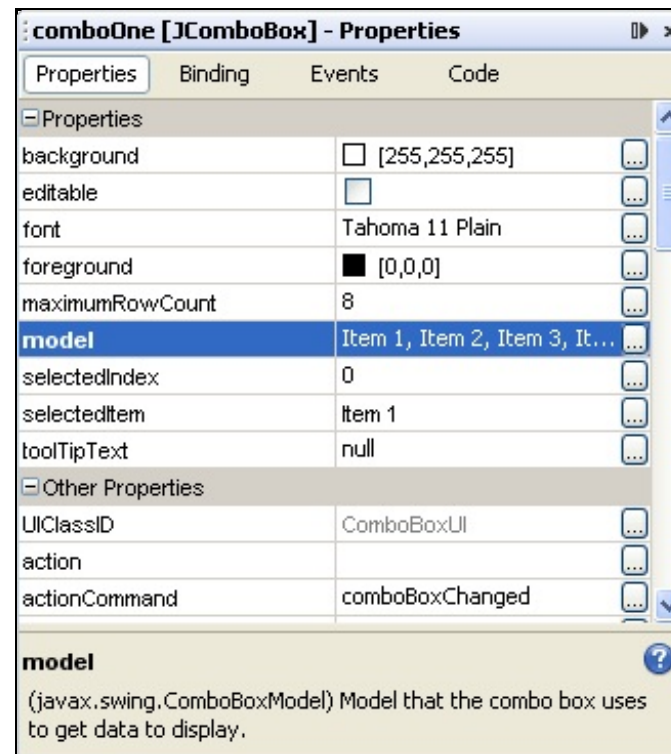 comboOne [JComboBox] - Properties
Properties Binding Events Code
Properties
background [255,255,255] ...
editable ...
font Tahoma 11 Plain ...
foreground [0,0,0] ...
maximumRowCount 8 ...
model Item 1, Item 2, Item 3, It... ...
selectedIndex 0 ...
selectedItem Item 1 ...
toolTipText null ...
Other Properties
UIClassID ComboBoxUI ...
action ...
actionCommand comboBoxChanged ...
model ?
(javax.swing.ComboBoxModel) Model that the combo box uses
to get data to display.